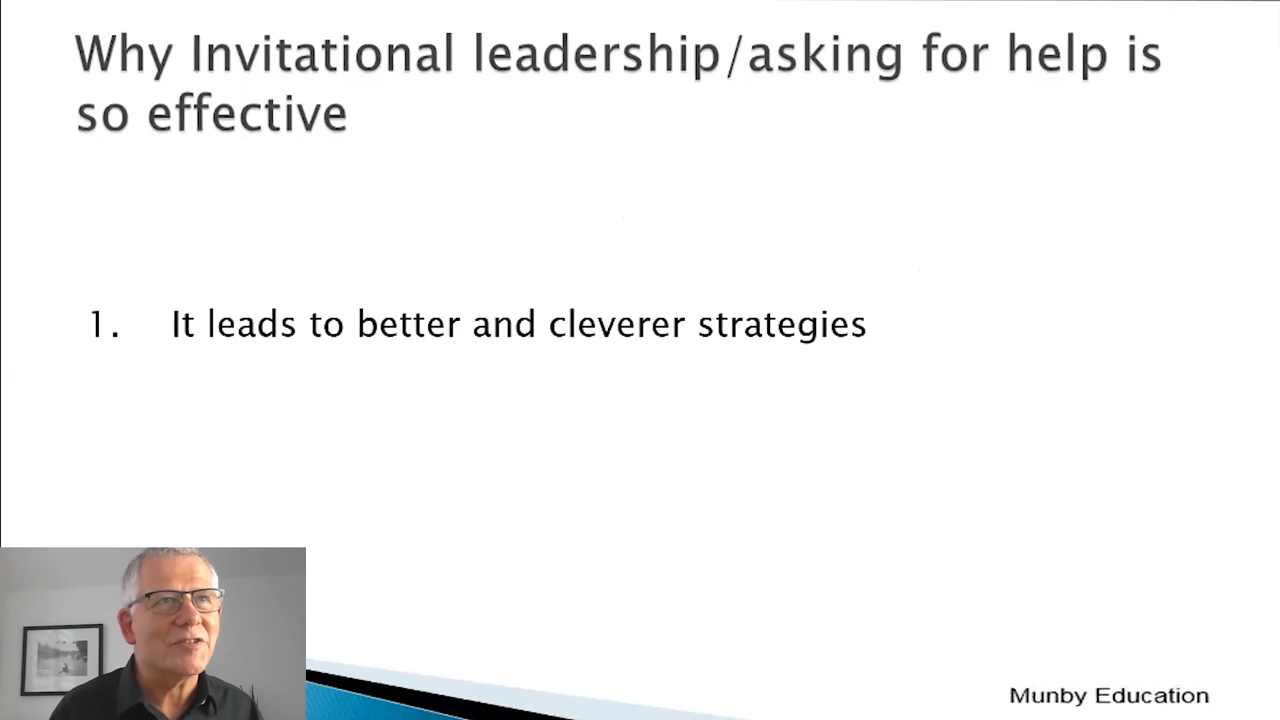 Why Invitational leadership/asking for help is
so effective
1. It leads to better and cleverer strategies
Munby Education